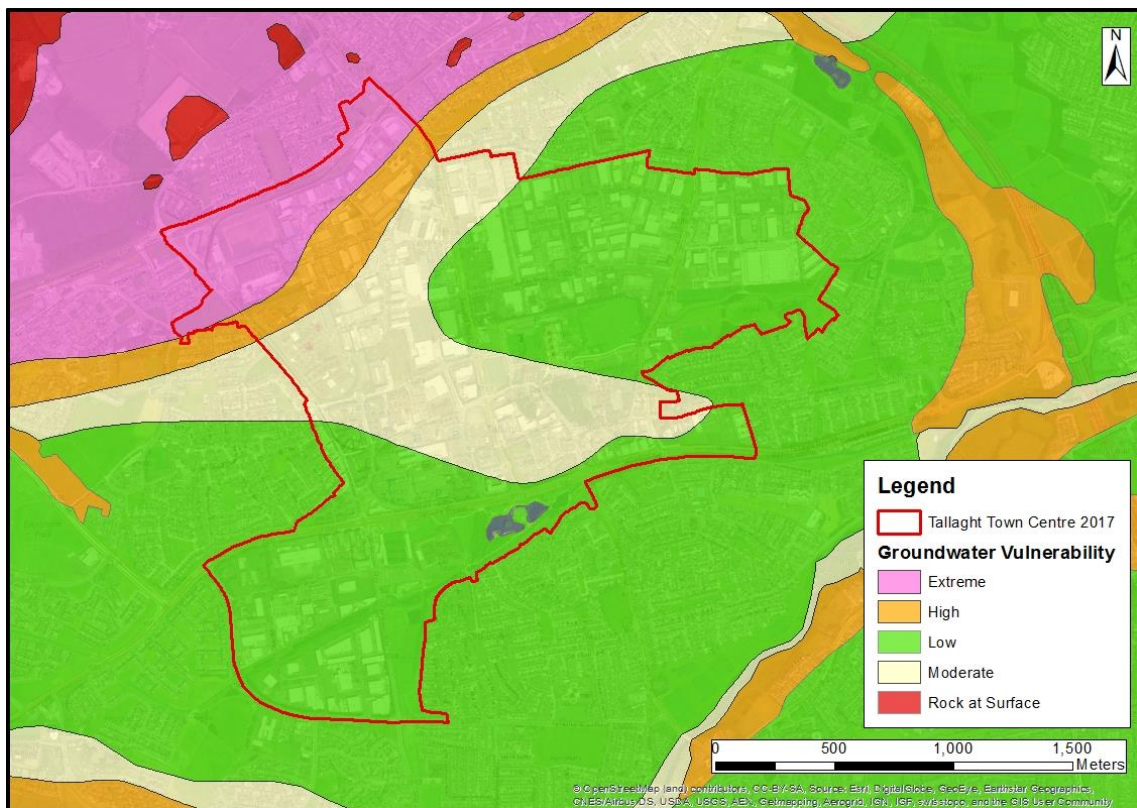 N
Legend
Tallaght Town Centre 2017
Groundwater Vulnerability
Extreme
High
Low
Moderate
Rock at Surface
0 500 1,000 1,500
Meters
© OpenStreetMap (and) contributors, CC-BY-SA, Source: Esri, DigitalGlobe, GeoEye, Earthstar Geographics,
CNES/Airbus DS, USDA, USGS, AEX, Getmapping, Aerogrid, IGN, IGP, swisstopo, and the GIS User Community